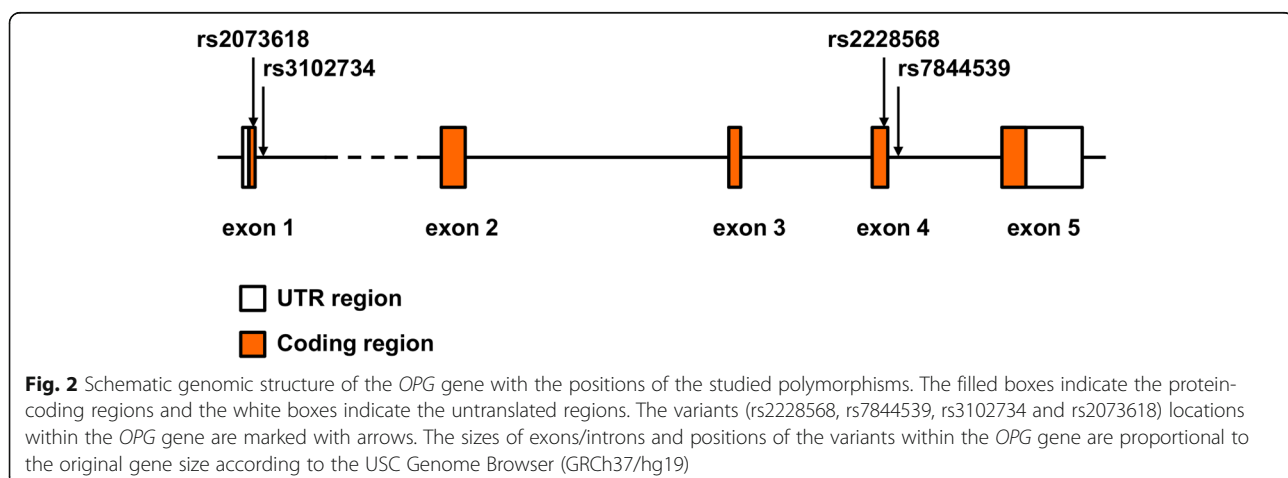 rs2073618
rs3102734
rs2228568
rs7844539
exon 1
exon 2
exon 3
exon 4
exon 5
UTR region
Coding region
Fig. 2 Schematic genomic structure of the OPG gene with the positions of the studied polymorphisms. The filled boxes indicate the protein-
coding regions and the white boxes indicate the untranslated regions. The variants (rs2228568, rs7844539, rs3102734 and rs2073618) locations
within the OPG gene are marked with arrows. The sizes of exons/introns and positions of the variants within the OPG gene are proportional to
the original gene size according to the USC Genome Browser (GRCh37/hg19)